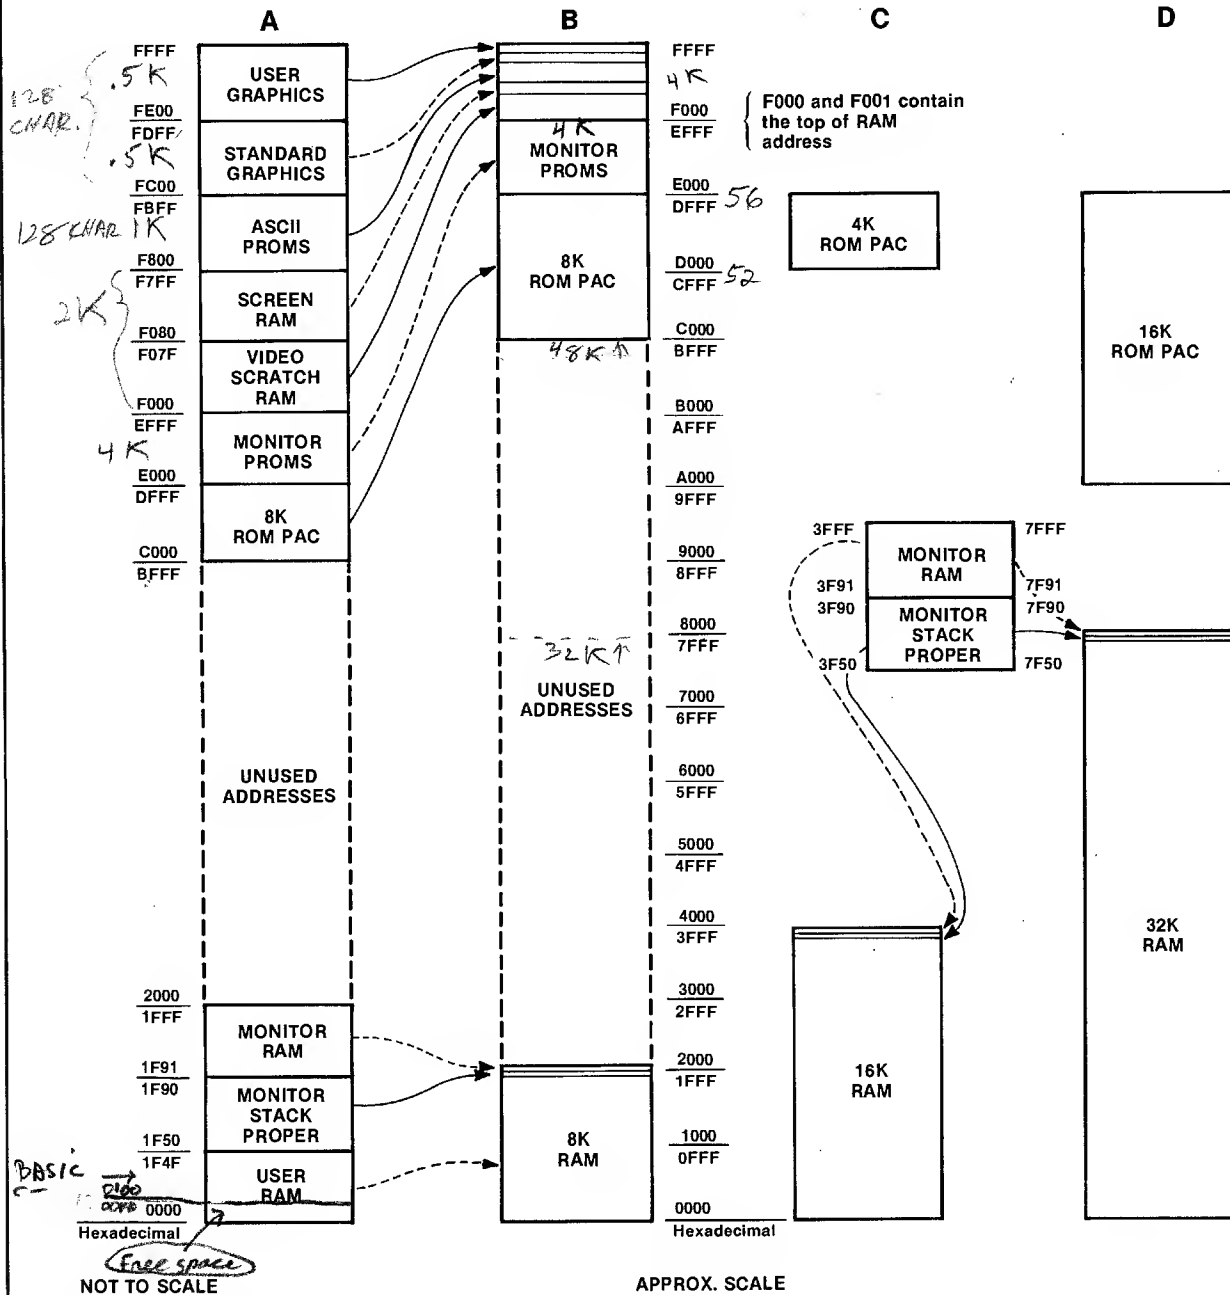 A
B
C
D
FFFF
.5K
128
CHAR.
FE00
FDFF
.5K
FC00
FBFF
128 CHAR 1K
F800
F7FF
2K
F080
F07F
F000
EFFF
4K
E000
DFFF
C000
BFFF
USER
GRAPHICS
STANDARD
GRAPHICS
ASCII
PROMS
SCREEN
RAM
VIDEO
SCRATCH
RAM
MONITOR
PROMS
8K
ROM PAC
UNUSED
ADDRESSES
2000
1FFF
1F91
1F90
1F50
1F4F
BASIC
0100
0000
Hexadecimal
MONITOR
RAM
MONITOR
STACK
PROPER
USER
RAM
Free space
NOT TO SCALE
4K
MONITOR
PROMS
8K
ROM PAC
48K↑
32K↑
UNUSED
ADDRESSES
8K
RAM
FFFF
4K
F000
EFFF
E000
DFFF 56
D000
CFFF 52
C000
BFFF
B000
AFFF
A000
9FFF
9000
8FFF
8000
7FFF
7000
6FFF
6000
5FFF
5000
4FFF
4000
3FFF
3000
2FFF
2000
1FFF
1000
0FFF
0000
Hexadecimal
APPROX. SCALE
F000 and F001 contain
the top of RAM
address
4K
ROM PAC
3FFF
3F91
3F90
3F50
MONITOR
RAM
MONITOR
STACK
PROPER
7FFF
7F91
7F90
7F50
16K
RAM
16K
ROM PAC
32K
RAM